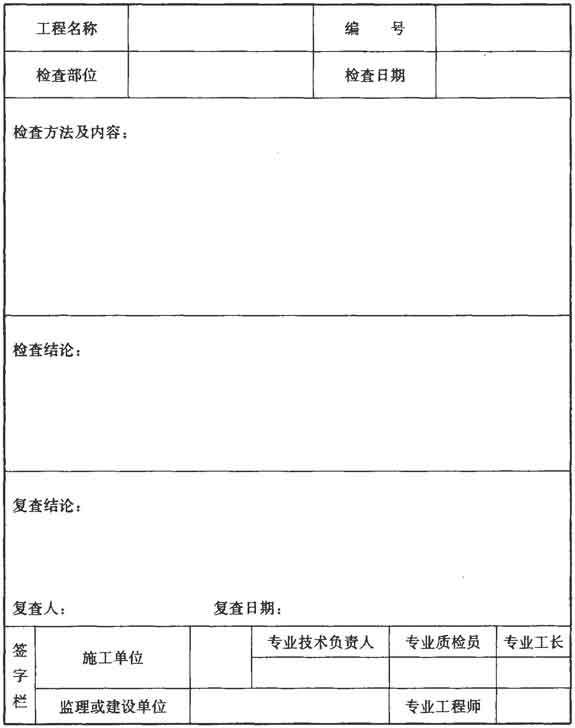 工程名称 编 号
检查部位 检查日期
检查方法及内容：
检查结论：
复查结论：
复查人： 复查日期：
签字栏 施工单位 专业技术负责人 专业质检员 专业工长
监理或建设单位 专业工程师